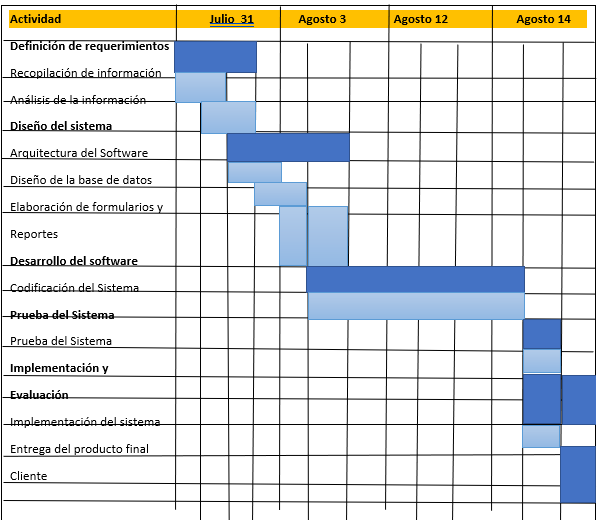 Actividad Julio 31 Agosto 3 Agosto 12 Agosto 14
Definición de requerimientos
Recopilación de información
Análisis de la información
Diseño del sistema
Arquitectura del Software
Diseño de la base de datos
Elaboración de formularios y
Reportes
Desarrollo del software
Codificación del Sistema
Prueba del Sistema
Prueba del Sistema
Implementación y
Evaluación
Implementación del sistema
Entrega del producto final
Cliente